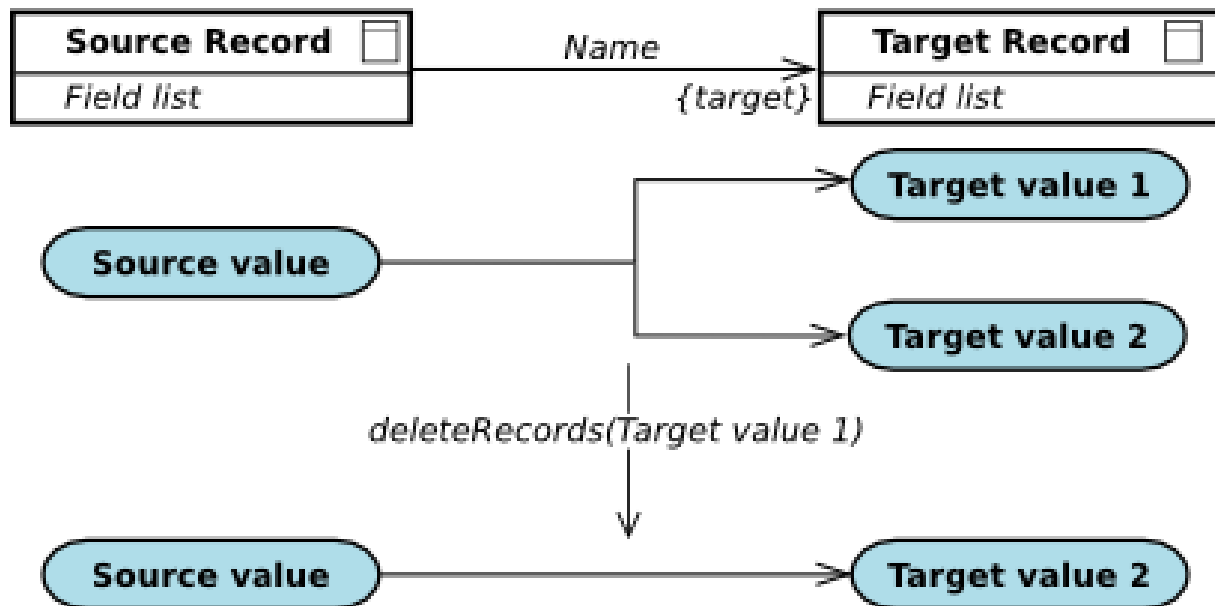 Source Record
Name
Target Record
Field list
{target}
Field list
Target value 1
Source value
Target value 2
deleteRecords(Target value 1)
Source value
Target value 2